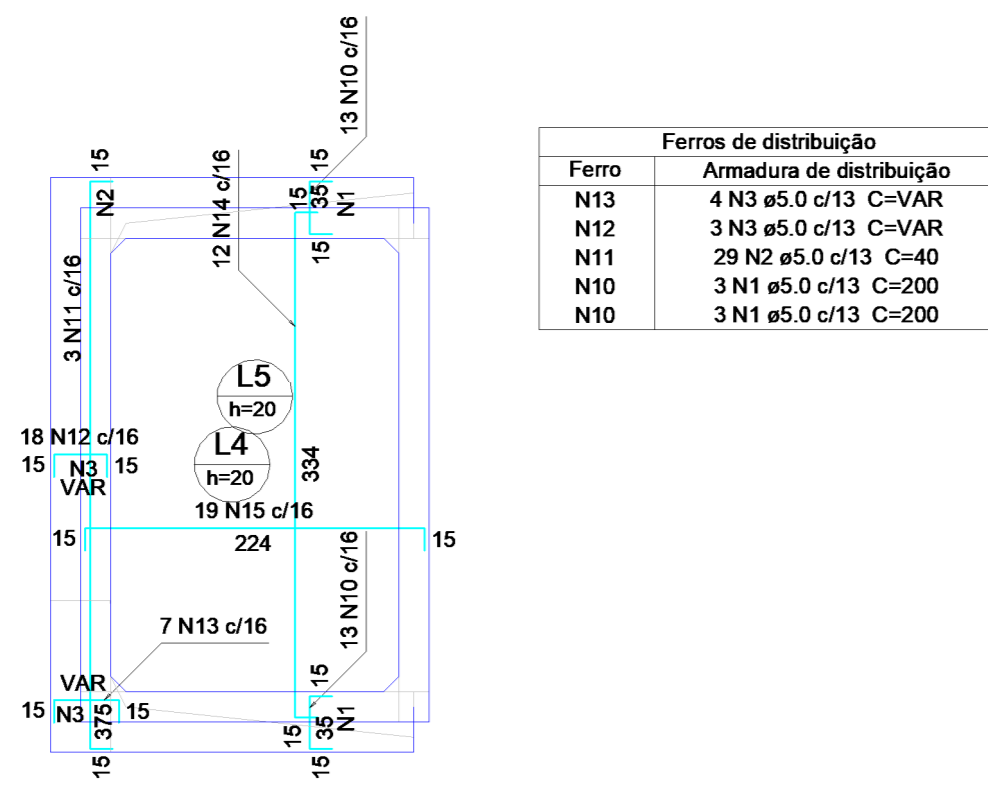 13 N10 c/16
15
15
N2
12 N14 c/16
15
35
N1
15
3 N11 c/16
L5
h=20
L4
h=20
18 N12 c/16
15
N3
15
VAR
334
19 N15 c/16
15
224
15
13 N10 c/16
7 N13 c/16
VAR
15
N3
15
375
15
15
15
35
N1
15
Ferros de distribuição
Ferro Armadura de distribuição
N13 4 N3 ø5.0 c/13 C=VAR
N12 3 N3 ø5.0 c/13 C=VAR
N11 29 N2 ø5.0 c/13 C=40
N10 3 N1 ø5.0 c/13 C=200
N10 3 N1 ø5.0 c/13 C=200